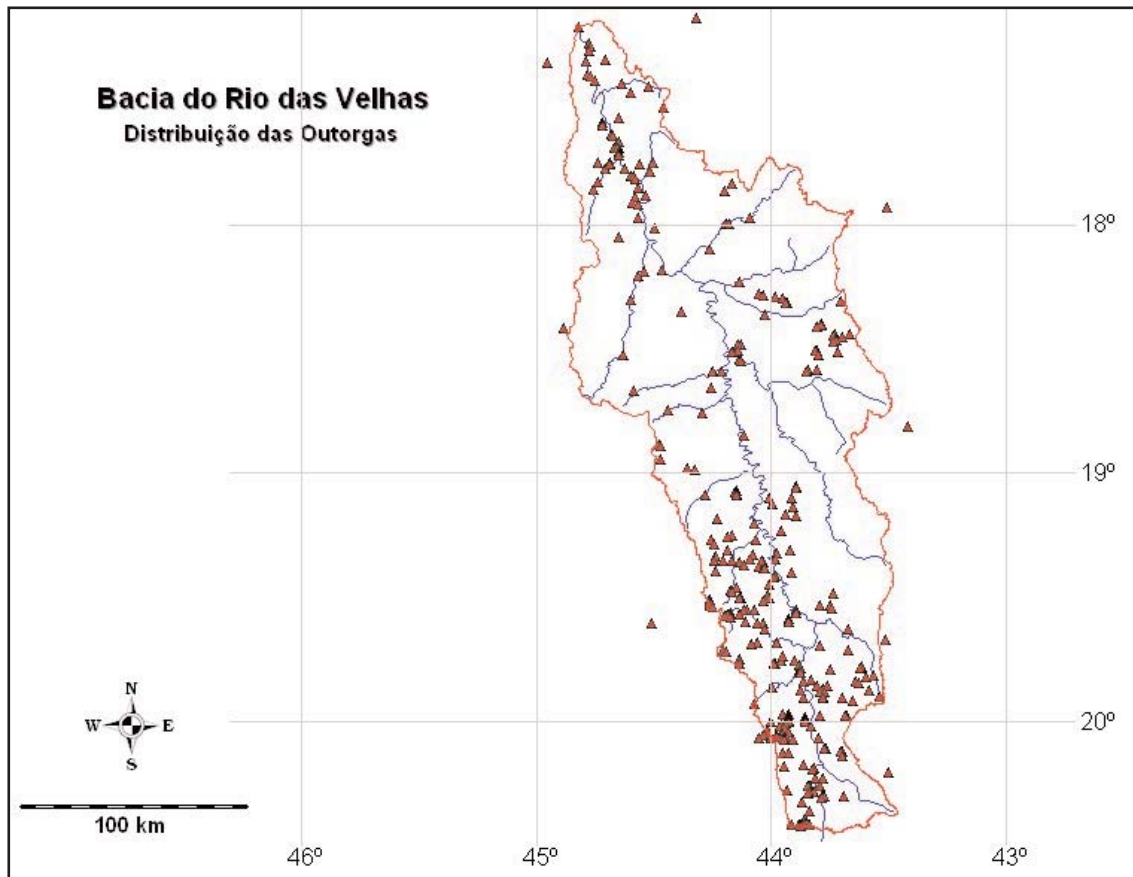 Bacia do Rio das Velhas
Distribuição das Outorgas
18º
19º
N
W E
S
20º
100 km
46º 45º 44º 43º